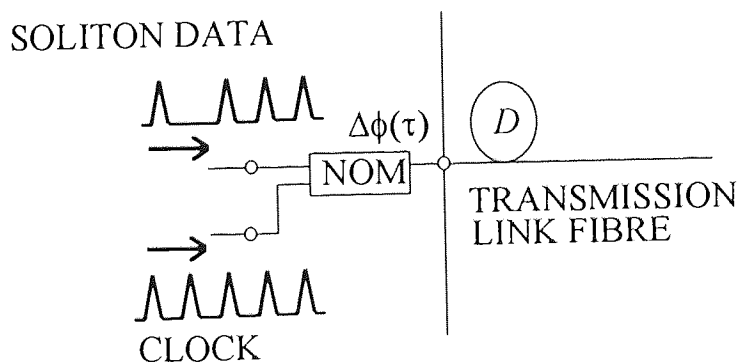 SOLITON DATA
Δϕ(τ)
D
NOM
TRANSMISSION
LINK FIBRE
CLOCK